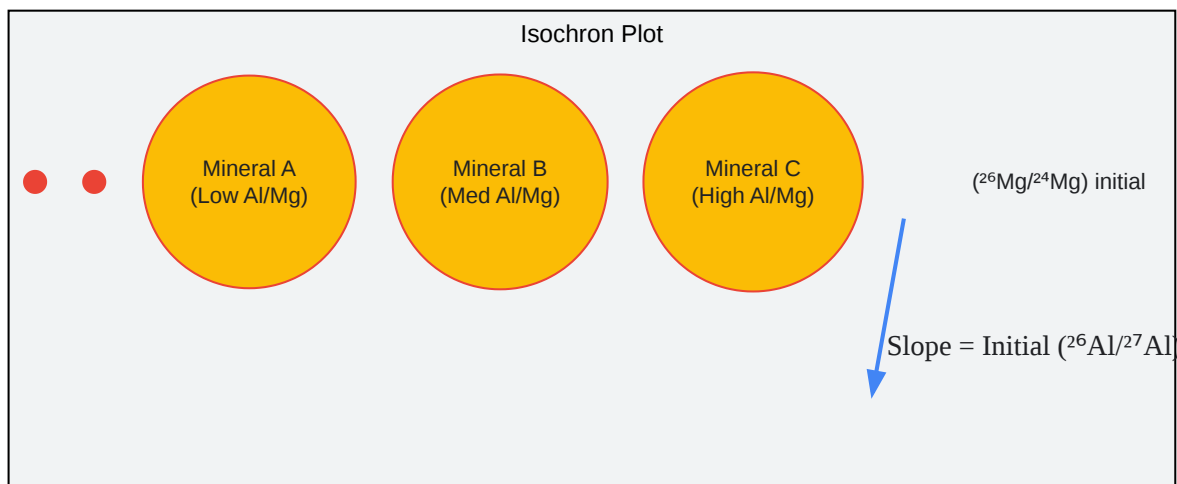 Isochron Plot
Mineral A
(Low Al/Mg)
Mineral B
(Med Al/Mg)
Mineral C
(High Al/Mg)
(²⁶Mg/²⁴Mg) initial
Slope = Initial (²⁶Al/²⁷Al)